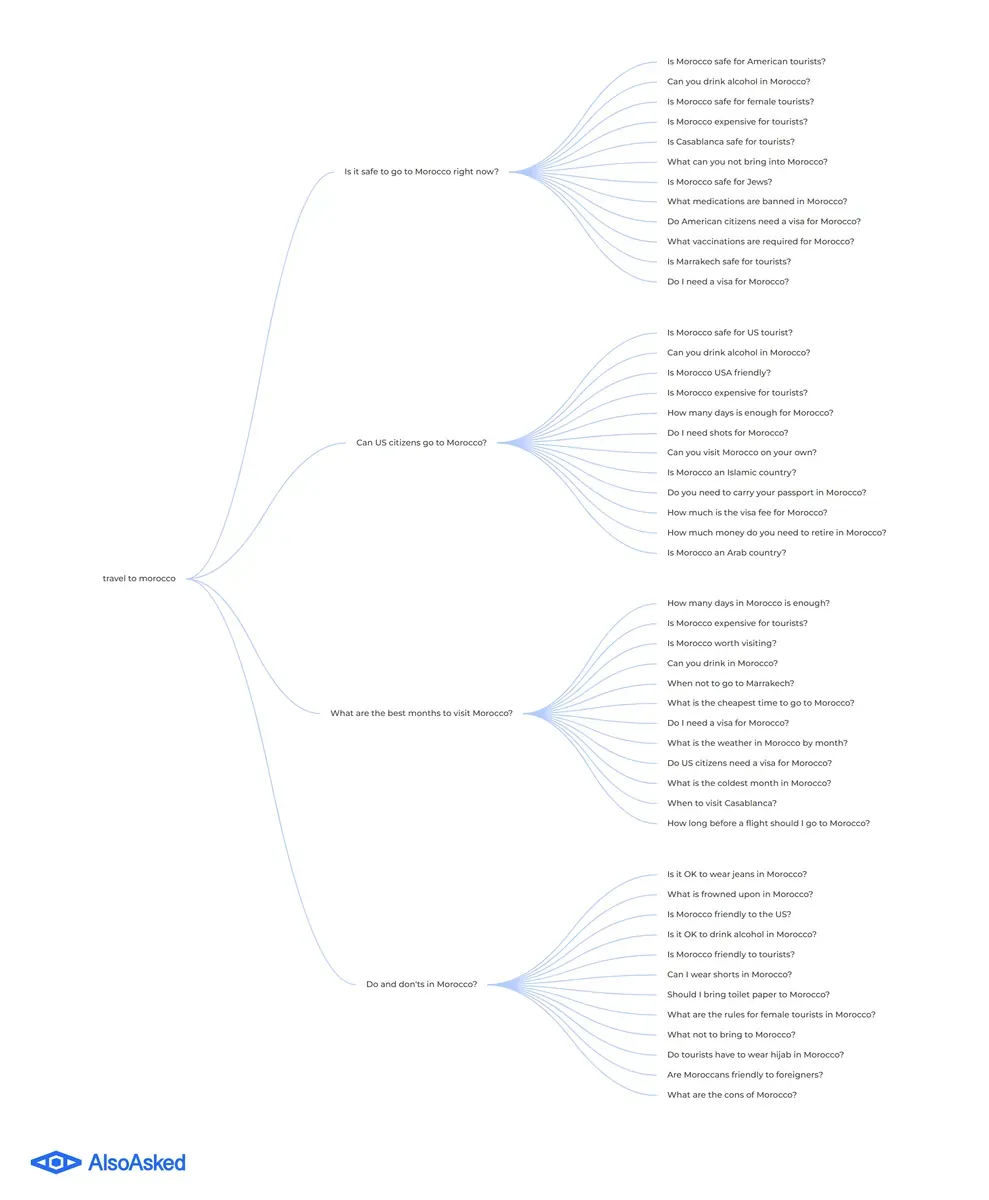 travel to morocco
Is it safe to go to Morocco right now?
Is Morocco safe for American tourists?
Can you drink alcohol in Morocco?
Is Morocco safe for female tourists?
Is Morocco expensive for tourists?
Is Casablanca safe for tourists?
What can you not bring into Morocco?
Is Morocco safe for Jews?
What medications are banned in Morocco?
Do American citizens need a visa for Morocco?
What vaccinations are required for Morocco?
Is Marrakech safe for tourists?
Do I need a visa for Morocco?
Can US citizens go to Morocco?
Is Morocco safe for US tourist?
Can you drink alcohol in Morocco?
Is Morocco USA friendly?
Is Morocco expensive for tourists?
How many days is enough for Morocco?
Do I need shots for Morocco?
Can you visit Morocco on your own?
Is Morocco an Islamic country?
Do you need to carry your passport in Morocco?
How much is the visa fee for Morocco?
How much money do you need to retire in Morocco?
Is Morocco an Arab country?
What are the best months to visit Morocco?
How many days in Morocco is enough?
Is Morocco expensive for tourists?
Is Morocco worth visiting?
Can you drink in Morocco?
When not to go to Marrakech?
What is the cheapest time to go to Morocco?
Do I need a visa for Morocco?
What is the weather in Morocco by month?
Do US citizens need a visa for Morocco?
What is the coldest month in Morocco?
When to visit Casablanca?
How long before a flight should I go to Morocco?
Do and don'ts in Morocco?
Is it OK to wear jeans in Morocco?
What is frowned upon in Morocco?
Is Morocco friendly to the US?
Is it OK to drink alcohol in Morocco?
Is Morocco friendly to tourists?
Can I wear shorts in Morocco?
Should I bring toilet paper to Morocco?
What are the rules for female tourists in Morocco?
What not to bring to Morocco?
Do tourists have to wear hijab in Morocco?
Are Moroccans friendly to foreigners?
What are the cons of Morocco?
AlsoAsked